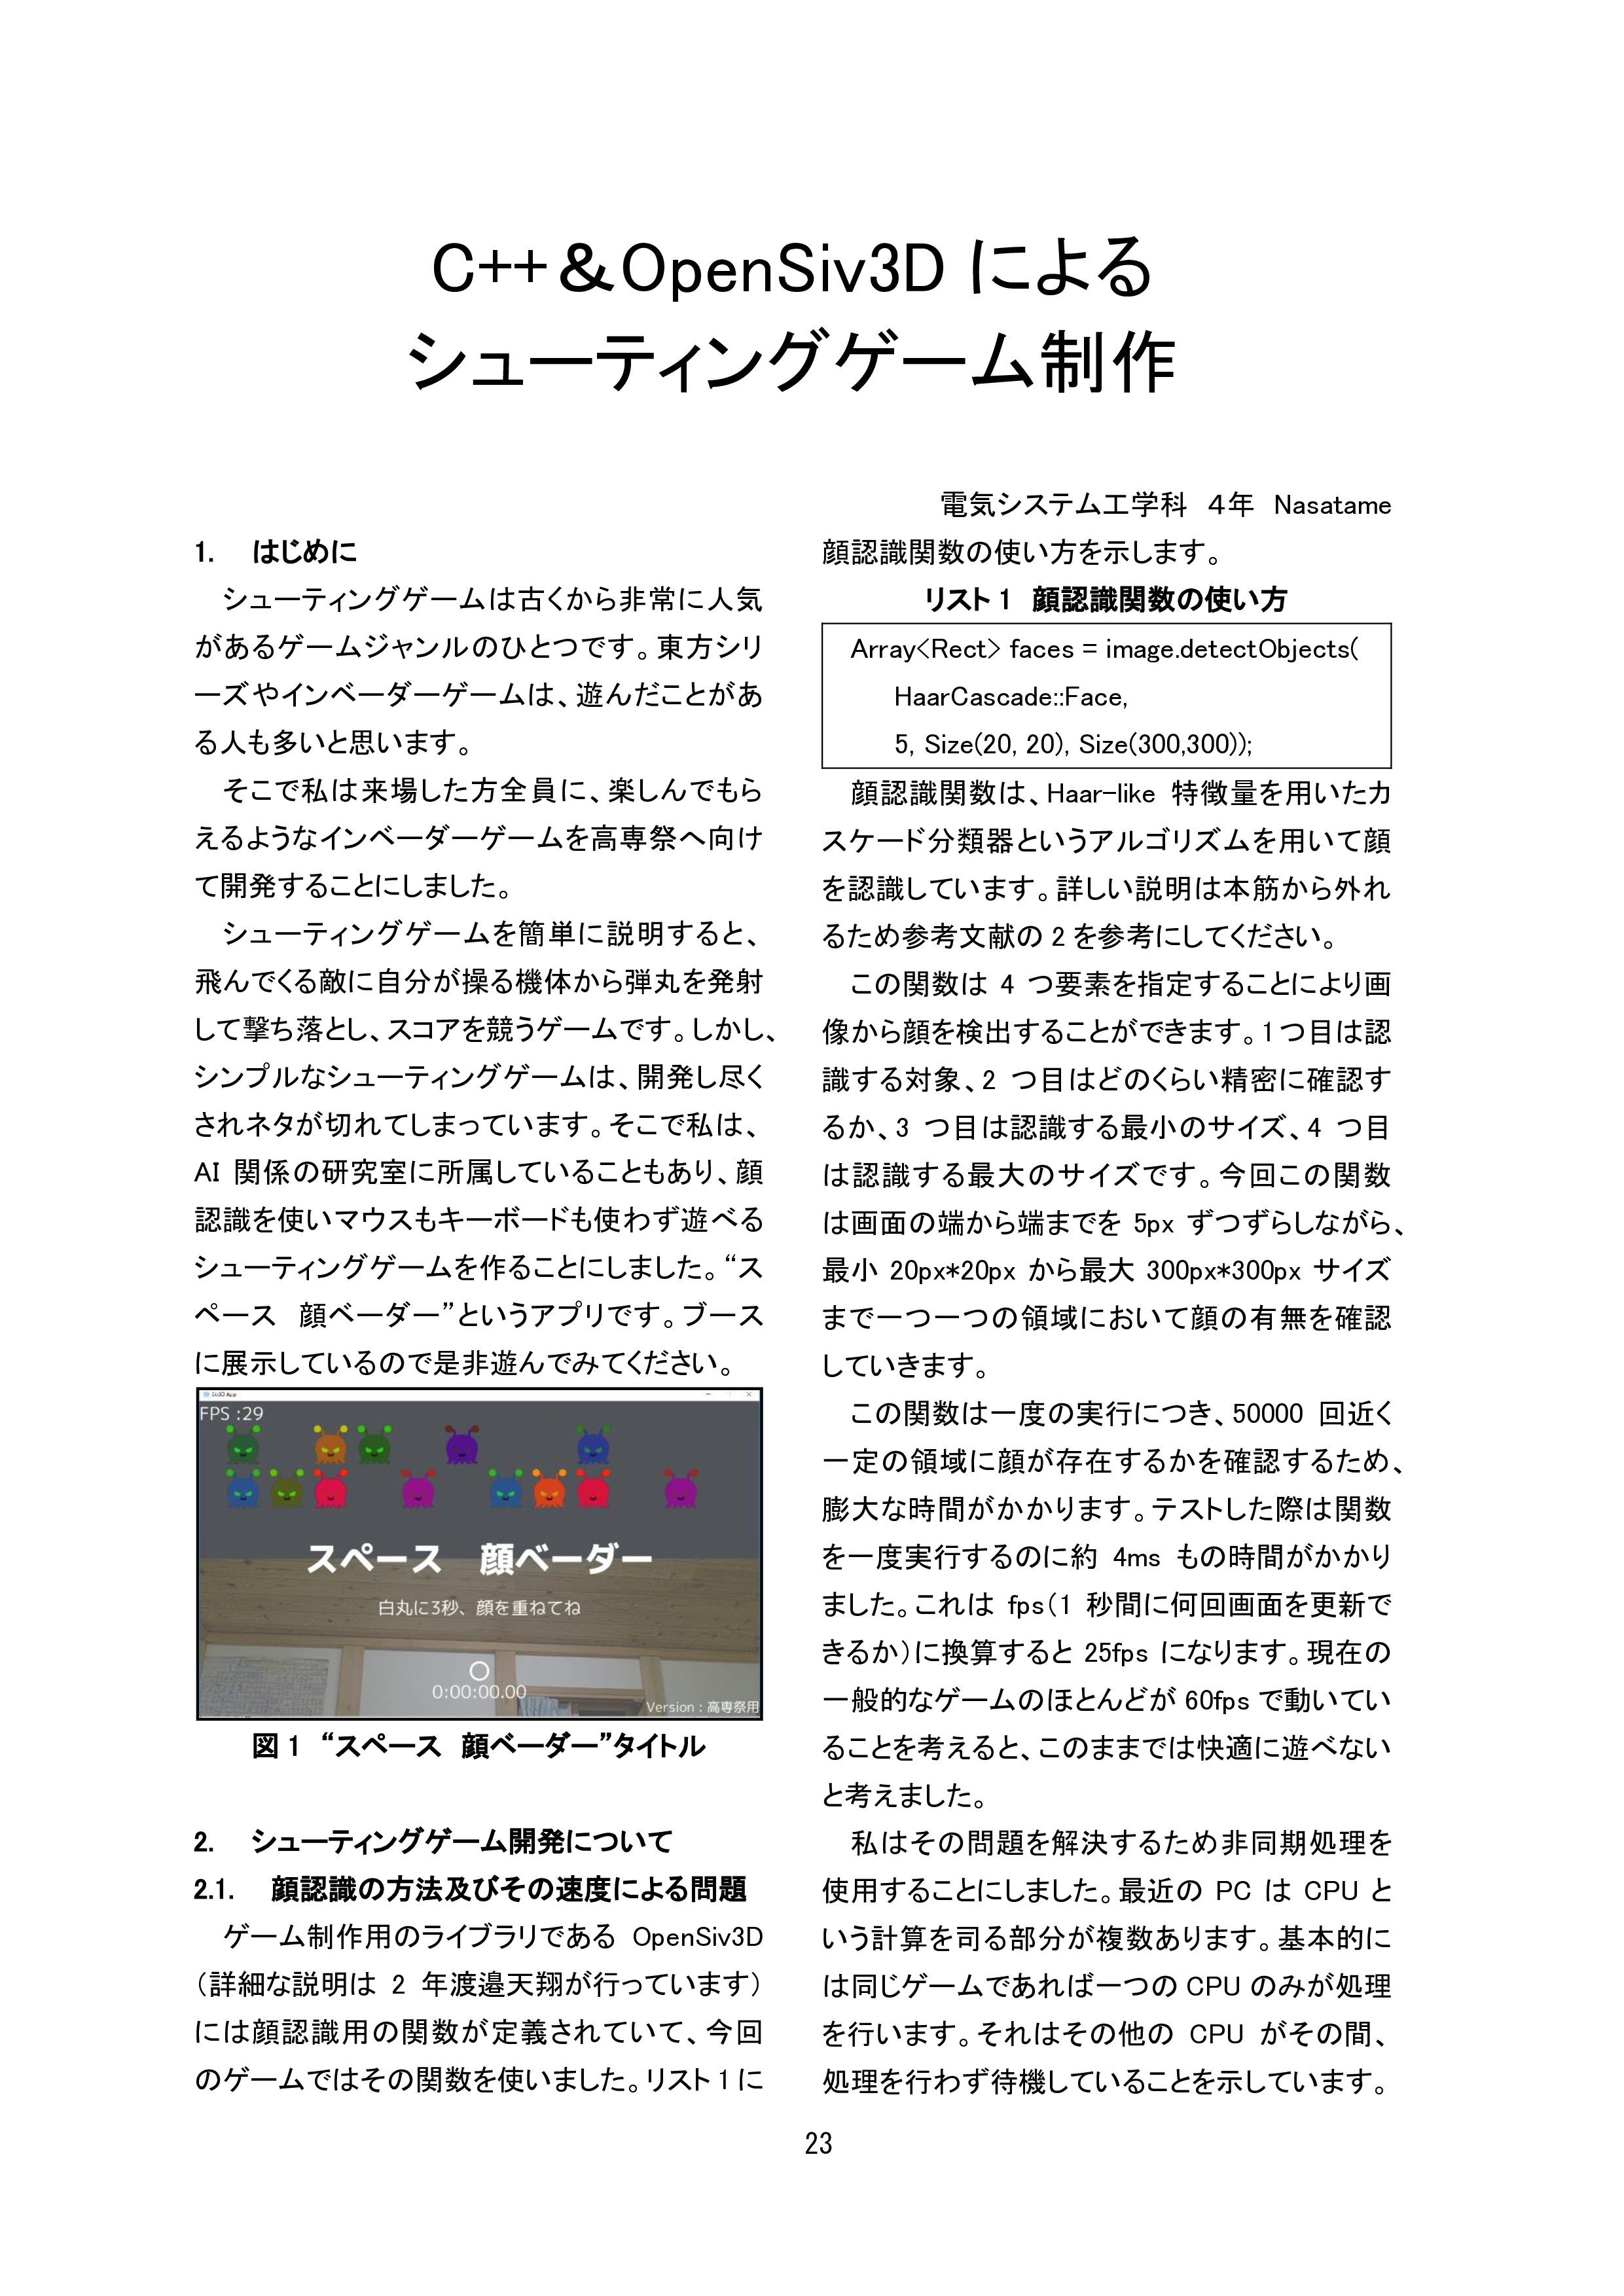 C++＆OpenSiv3D による
シューティングゲーム制作
電気システム工学科 4年 Nasatame
1. はじめに
シューティングゲームは古くから非常に人気
があるゲームジャンルのひとつです。東方シリ
ーズやインベーダーゲームは、遊んだことがあ
る人も多いと思います。
そこで私は来場した方全員に、楽しんでもら
えるようなインベーダーゲームを高専祭へ向け
て開発することにしました。
シューティングゲームを簡単に説明すると、
飛んでくる敵に自分が操る機体から弾丸を発射
して撃ち落とし、スコアを競うゲームです。しかし、
シンプルなシューティングゲームは、開発し尽く
されネタが切れてしまっています。そこで私は、
AI 関係の研究室に所属していることもあり、顔
認識を使いマウスもキーボードも使わず遊べる
シューティングゲームを作ることにしました。“ス
ペース 顔ベーダー”というアプリです。ブース
に展示しているので是非遊んでみてください。
Siv3D App
FPS :29
スペース 顔ベーダー
白丸に3秒、顔を重ねてね
0:00:00.00
Version : 高専祭用
図 1 “スペース 顔ベーダー”タイトル
2. シューティングゲーム開発について
2.1. 顔認識の方法及びその速度による問題
ゲーム制作用のライブラリである OpenSiv3D
（詳細な説明は 2 年渡邉天翔が行っています）
には顔認識用の関数が定義されていて、今回
のゲームではその関数を使いました。リスト 1 に
顔認識関数の使い方を示します。
リスト 1 顔認識関数の使い方
Array<Rect> faces = image.detectObjects(
HaarCascade::Face,
5, Size(20, 20), Size(300,300));
顔認識関数は、Haar-like 特徴量を用いたカ
スケード分類器というアルゴリズムを用いて顔
を認識しています。詳しい説明は本筋から外れ
るため参考文献の 2 を参考にしてください。
この関数は 4 つ要素を指定することにより画
像から顔を検出することができます。1 つ目は認
識する対象、2 つ目はどのくらい精密に確認す
るか、3 つ目は認識する最小のサイズ、4 つ目
は認識する最大のサイズです。今回この関数
は画面の端から端までを 5px ずつずらしながら、
最小 20px*20px から最大 300px*300px サイズ
まで一つ一つの領域において顔の有無を確認
していきます。
この関数は一度の実行につき、50000 回近く
一定の領域に顔が存在するかを確認するため、
膨大な時間がかかります。テストした際は関数
を一度実行するのに約 4ms もの時間がかかり
ました。これは fps（1 秒間に何回画面を更新で
きるか）に換算すると 25fps になります。現在の
一般的なゲームのほとんどが 60fps で動いてい
ることを考えると、このままでは快適に遊べない
と考えました。
私はその問題を解決するため非同期処理を
使用することにしました。最近の PC は CPU と
いう計算を司る部分が複数あります。基本的に
は同じゲームであれば一つの CPU のみが処理
を行います。それはその他の CPU がその間、
処理を行わず待機していることを示しています。
23